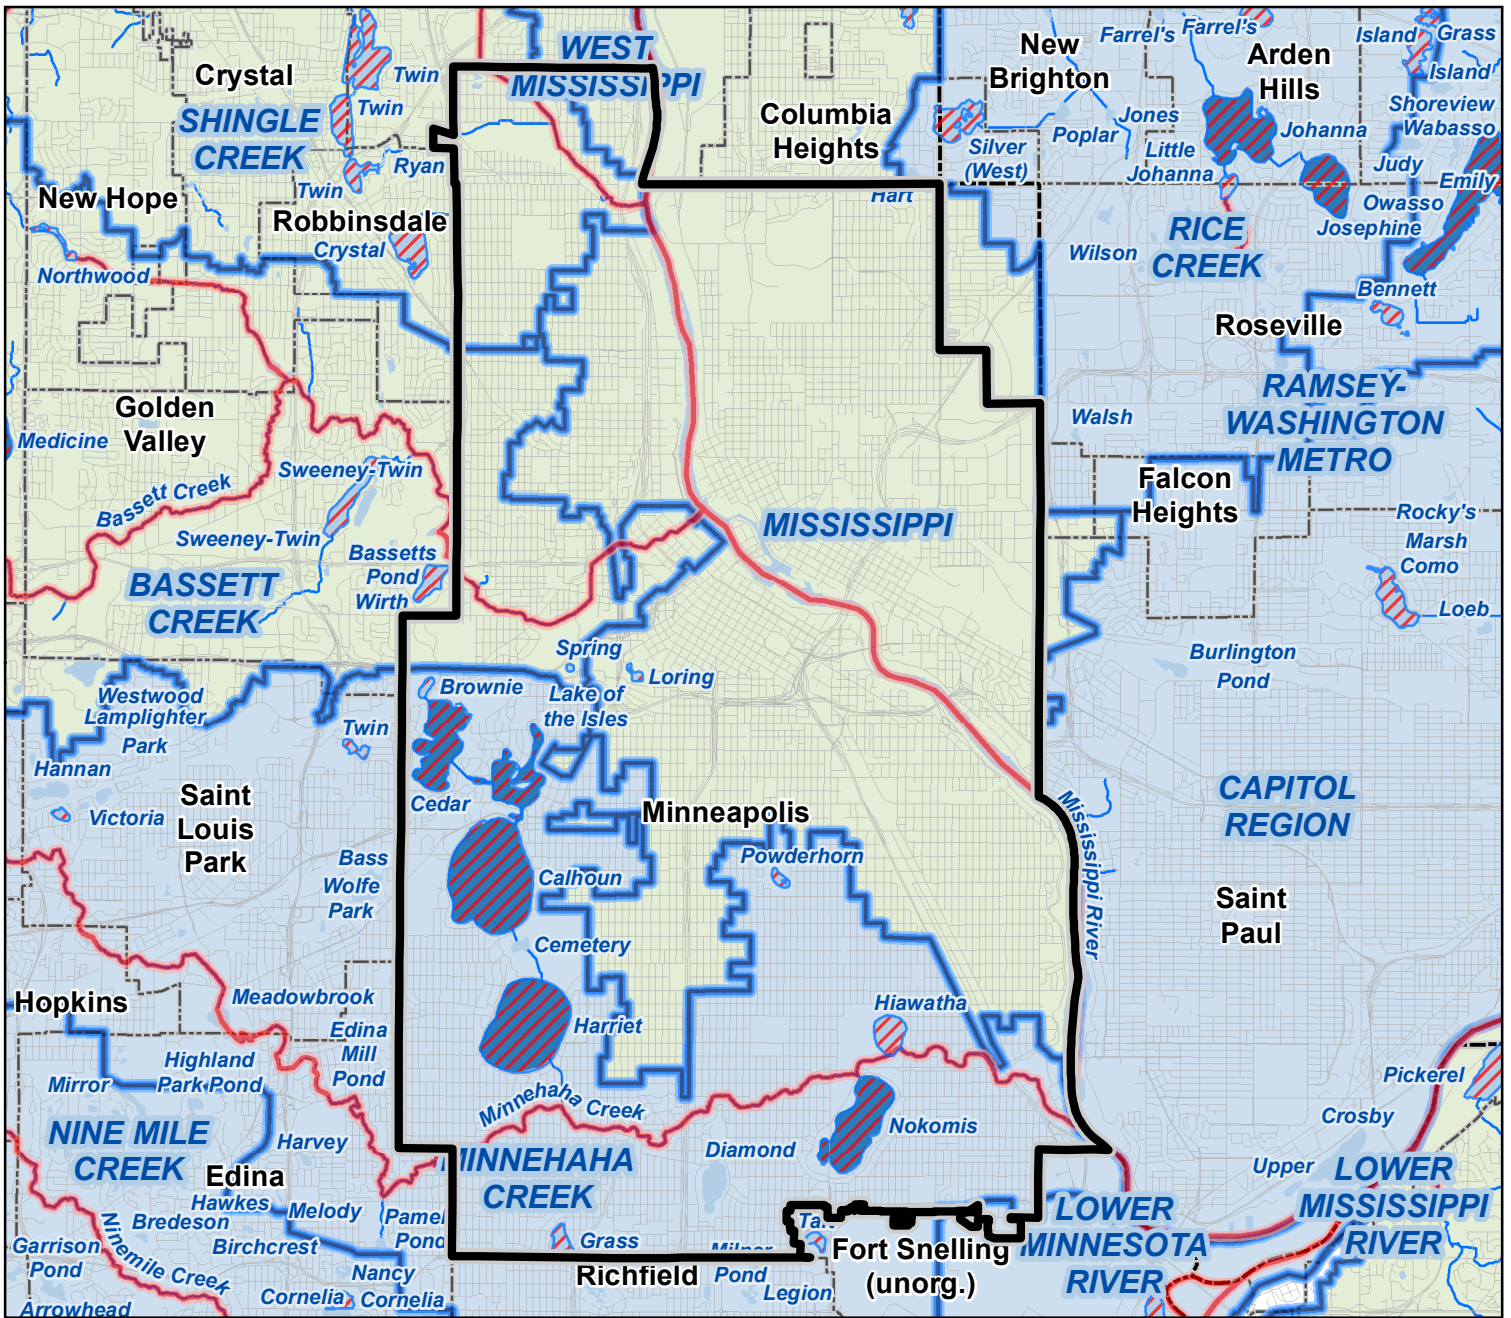 WEST
MISSISSIPPI
New
Brighton
Farrel's
Farrel's
Arden
Hills
Island
Grass
Island
Crystal
Twin
Twin
SHINGLE
CREEK
Ryan
Twin
Columbia
Heights
Silver
(West)
Poplar
Jones
Little
Johanna
Johanna
Shoreview
Wabasso
Judy
Emily
Owasso
Josephine
New Hope
Robbinsdale
Crystal
Northwood
Hart
Wilson
RICE
CREEK
Bennett
Roseville
Golden
Valley
Medicine
Sweeney-Twin
Bassett Creek
Sweeney-Twin
Bassetts
Pond
Wirth
BASSETT
CREEK
MISSISSIPPI
Walsh
RAMSEY-
WASHINGTON
METRO
Falcon
Heights
Rocky's
Marsh
Como
Loeb
Burlington
Pond
Spring
Loring
Brownie
Lake of
the Isles
Westwood
Lamplighter
Park
Hannan
Twin
Victoria
Saint
Louis
Park
Cedar
Minneapolis
Powderhorn
Calhoun
Bass
Wolfe
Park
CAPITOL
REGION
Mississippi River
Saint
Paul
Cemetery
Hopkins
Meadowbrook
Harriet
Hiawatha
Edina
Mill
Pond
Highland
Park Pond
Mirror
Minnehaha Creek
Nokomis
Diamond
Pickerel
Crosby
NINE MILE
CREEK
Harvey
Edina
Hawkes
Melody
Bredeson
Birchcrest
Ninemile Creek
Garrison
Pond
Nancy
Cornelia
Cornelia
Arrowhead
MINNEHAHA
CREEK
Grass
Richfield
Pond
Legion
Fort Snelling
(unorg.)
LOWER
MINNESOTA
RIVER
Upper
LOWER
MISSISSIPPI
RIVER